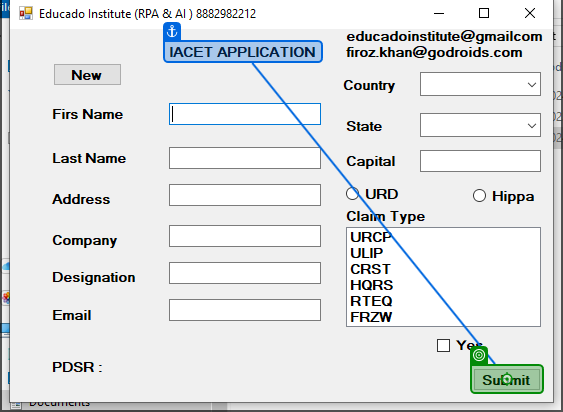 Educado Institute (RPA & AI ) 8882982212
IACET APPLICATION
educadoinstitute@gmailcom
firoz.khan@godroids.com
New
Country
Firs Name
State
Last Name
Capital
Address
URD
Hippa
Claim Type
Company
URCP
ULIP
CRST
HQRS
RTEQ
FRZW
Designation
Email
Yes
PDSR :
Submit
Documents